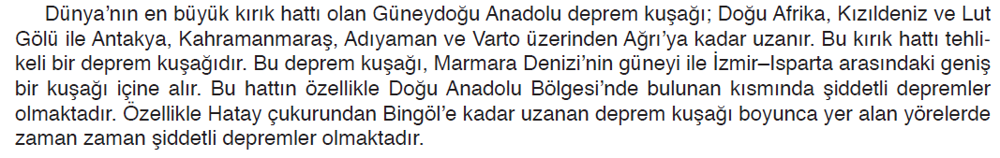 Dünya’nın en büyük kırık hattı olan Güneydoğu Anadolu deprem kuşağı; Doğu Afrika, Kızıldeniz ve Lut
Gölü ile Antakya, Kahramanmaraş, Adıyaman ve Varto üzerinden Ağrı’ya kadar uzanır. Bu kırık hattı tehli-
keli bir deprem kuşağıdır. Bu deprem kuşağı, Marmara Denizi’nin güneyi ile İzmir–Isparta arasındaki geniş
bir kuşağı içine alır. Bu hattın özellikle Doğu Anadolu Bölgesi’nde bulunan kısmında şiddetli depremler
olmaktadır. Özellikle Hatay çukurundan Bingöl’e kadar uzanan deprem kuşağı boyunca yer alan yörelerde
zaman zaman şiddetli depremler olmaktadır.